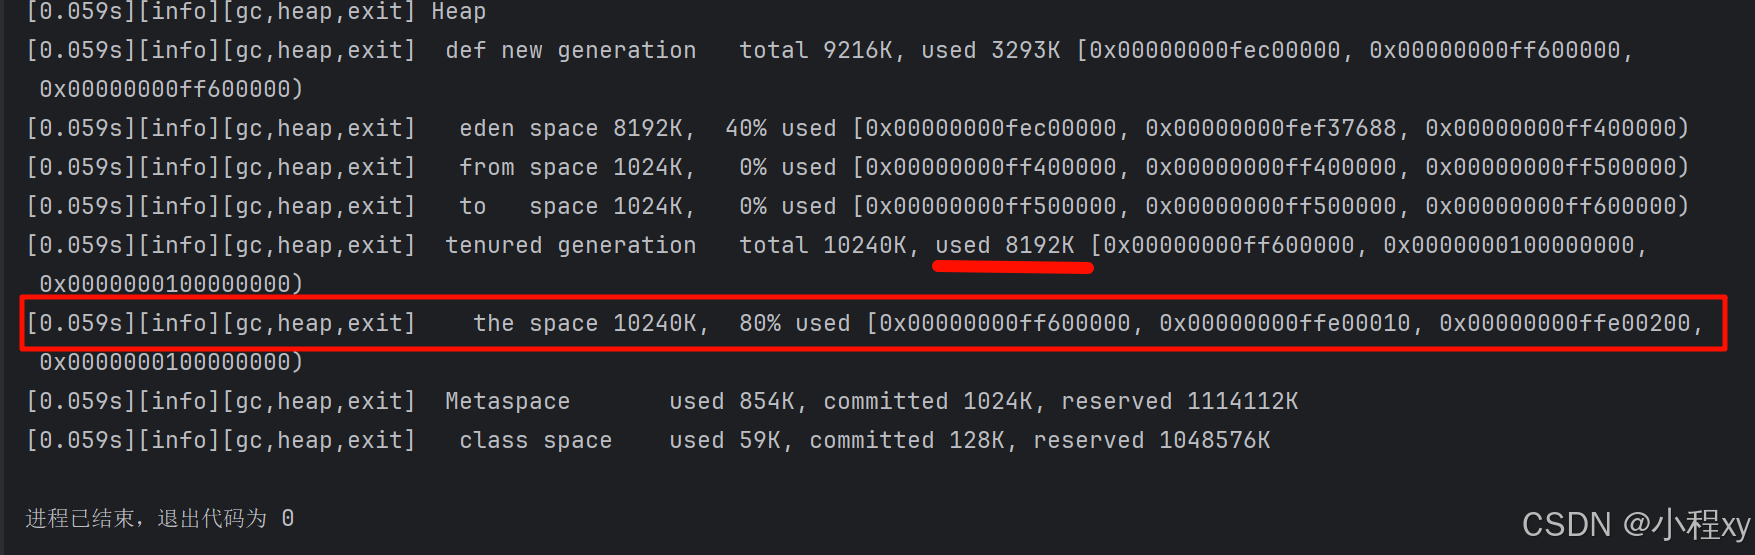 [0.059s][info][gc,heap,exit] Heap
[0.059s][info][gc,heap,exit]  def new generation   total 9216K, used 3293K [0x00000000fec00000, 0x00000000ff600000,
 0x00000000ff600000)
[0.059s][info][gc,heap,exit]   eden space 8192K,  40% used [0x00000000fec00000, 0x00000000fef37688, 0x00000000ff400000)
[0.059s][info][gc,heap,exit]   from space 1024K,   0% used [0x00000000ff400000, 0x00000000ff400000, 0x00000000ff500000)
[0.059s][info][gc,heap,exit]   to   space 1024K,   0% used [0x00000000ff500000, 0x00000000ff500000, 0x00000000ff600000)
[0.059s][info][gc,heap,exit]  tenured generation   total 10240K, used 8192K [0x00000000ff600000, 0x0000000100000000,
 0x0000000100000000)
[0.059s][info][gc,heap,exit]    the space 10240K,  80% used [0x00000000ff600000, 0x00000000ffe00010, 0x00000000ffe00200,
 0x0000000100000000)
[0.059s][info][gc,heap,exit]  Metaspace       used 854K, committed 1024K, reserved 1114112K
[0.059s][info][gc,heap,exit]   class space    used 59K, committed 128K, reserved 1048576K
进程已结束，退出代码为 0
CSDN @小程xy